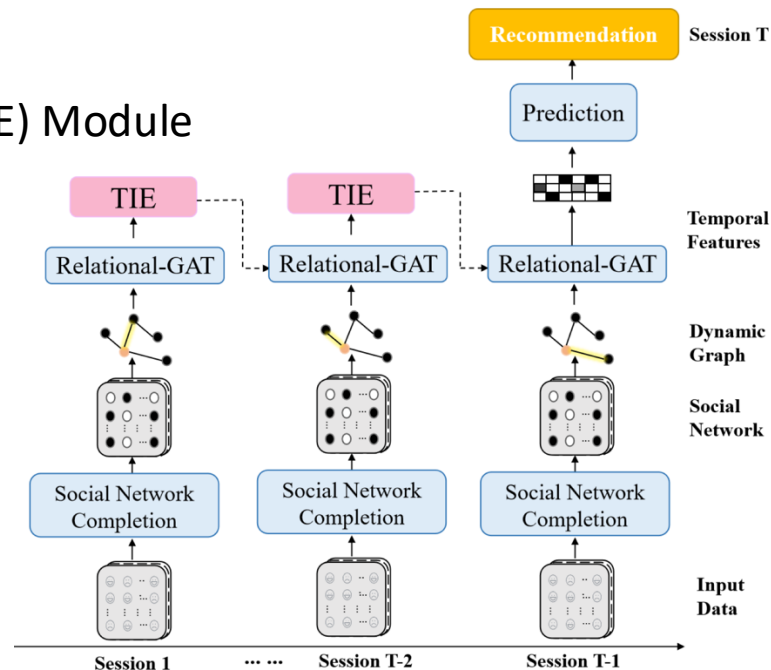 Recommendation
Session T
E) Module
Prediction
TIE
TIE
Temporal
Features
Relational-GAT
Relational-GAT
Relational-GAT
Dynamic
Graph
Social
Network
Social Network
Completion
Social Network
Completion
Social Network
Completion
Input
Data
Session 1
... ...
Session T-2
Session T-1